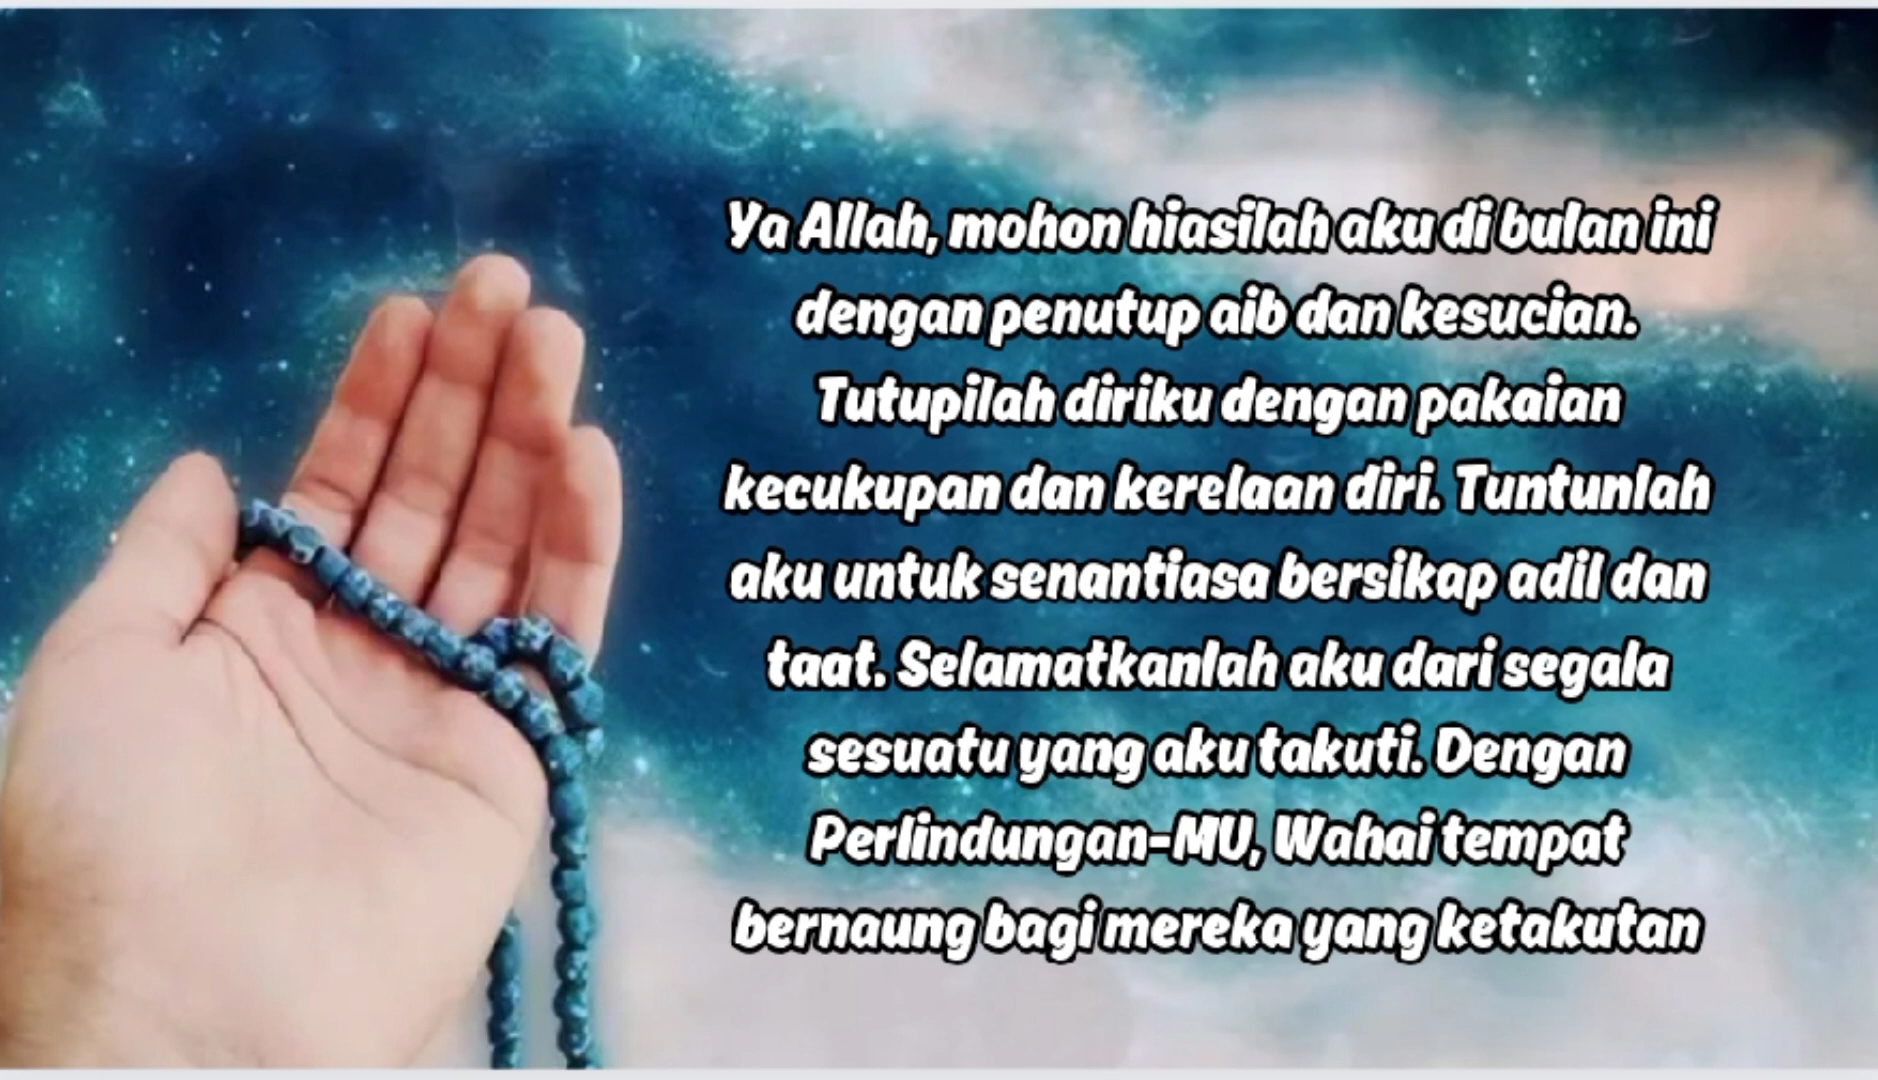 Ya Allah, mohon hiasilah aku di bulan ini
dengan penutup aib dan kesucian.
Tutupilah diriku dengan pakaian
kecukupan dan kerelaan diri. Tuntunlah
aku untuk senantiasa bersikap adil dan
taat. Selamatkanlah aku dari segala
sesuatu yang aku takuti. Dengan
Perlindungan-MU, Wahai tempat
bernaung bagi mereka yang ketakutan